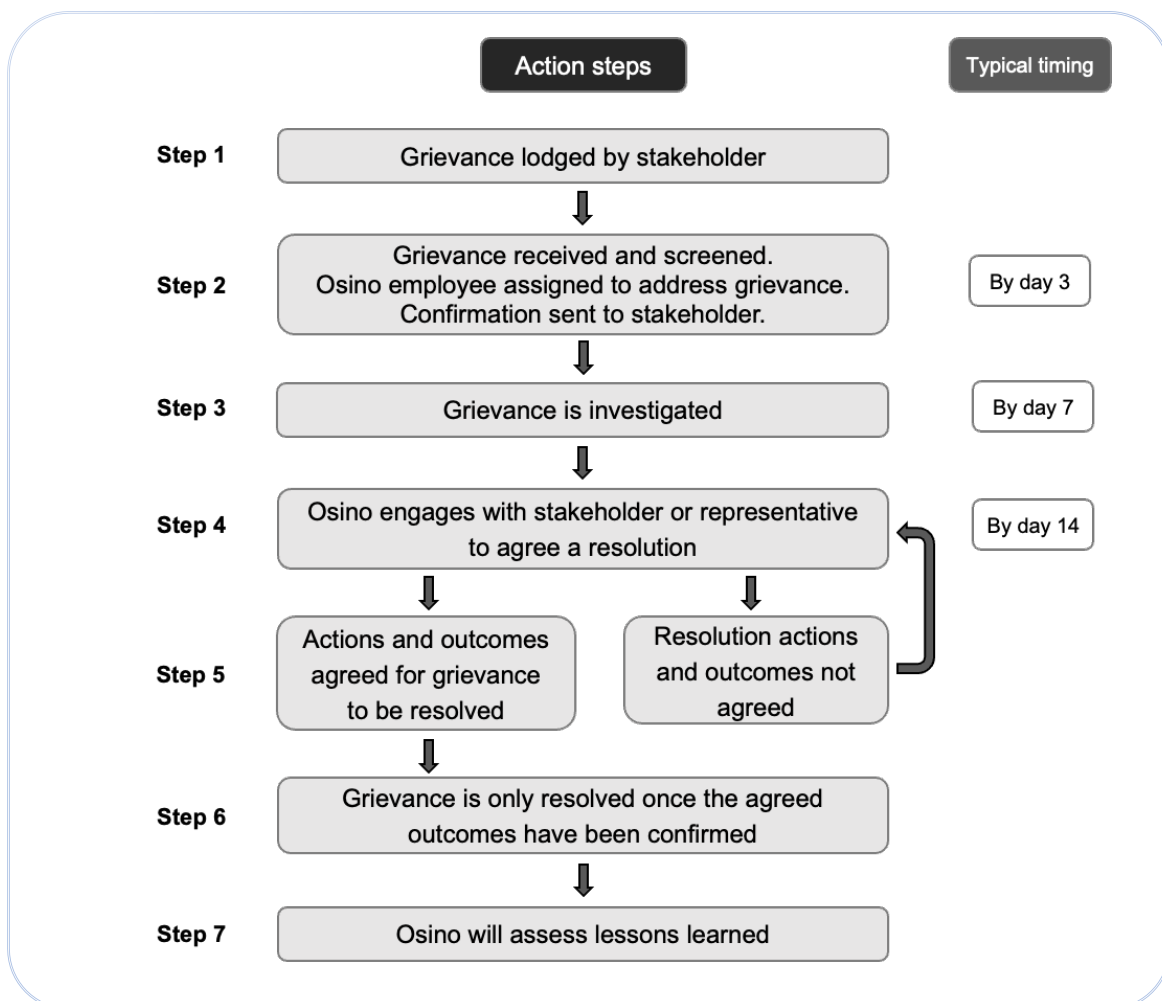 Action steps
Typical timing
Step 1
Grievance lodged by stakeholder
Step 2
Grievance received and screened.
Osino employee assigned to address grievance.
Confirmation sent to stakeholder.
By day 3
Step 3
Grievance is investigated
By day 7
Step 4
Osino engages with stakeholder or representative
to agree a resolution
By day 14
Step 5
Actions and outcomes
agreed for grievance
to be resolved
Resolution actions
and outcomes not
agreed
Step 6
Grievance is only resolved once the agreed
outcomes have been confirmed
Step 7
Osino will assess lessons learned